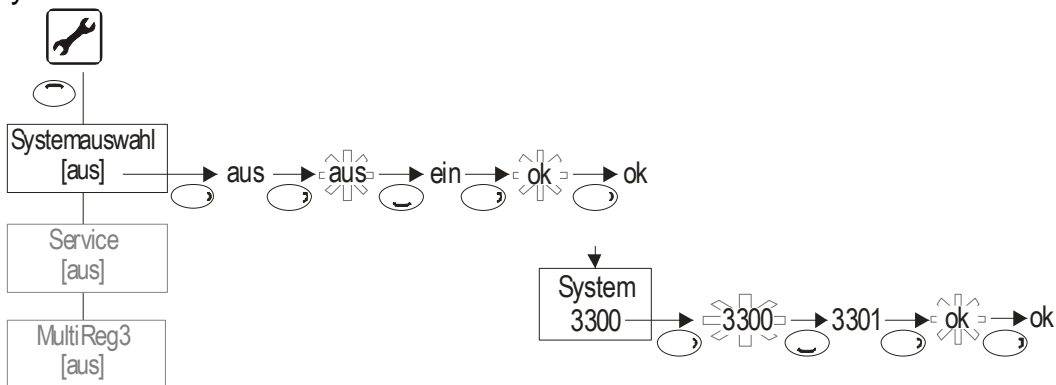 Systemauswahl
[aus]
aus
aus
ein
ok
ok
Service
[aus]
System
3300
3300
3301
ok
ok
MultiReg3
[aus]